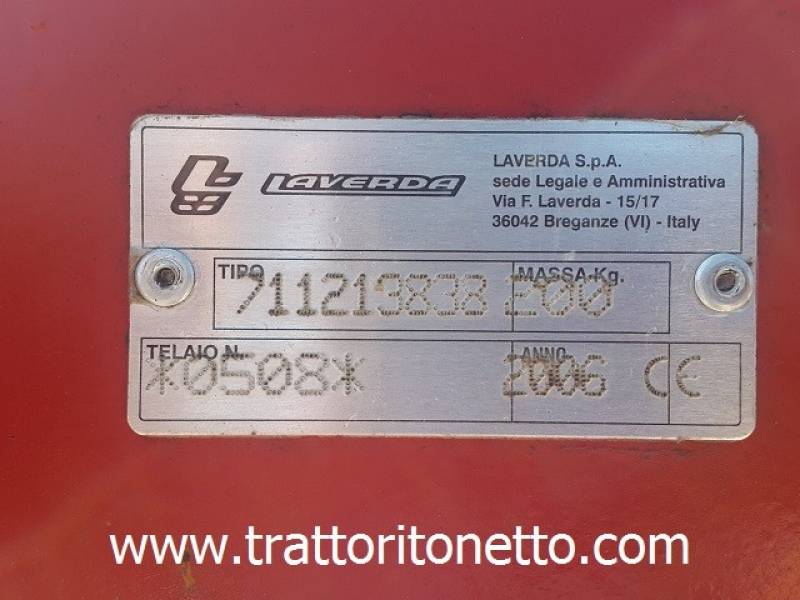 LAVERDA
LAVERDA S.p.A.
sede Legale e Amministrativa
Via F. Laverda - 15/17
36042 Breganze (VI) - Italy
TIPO MASSA-Kg.
711213838 200
TELAIO N. ANNO
*0508* 2006 CE
www.trattoritonetto.com